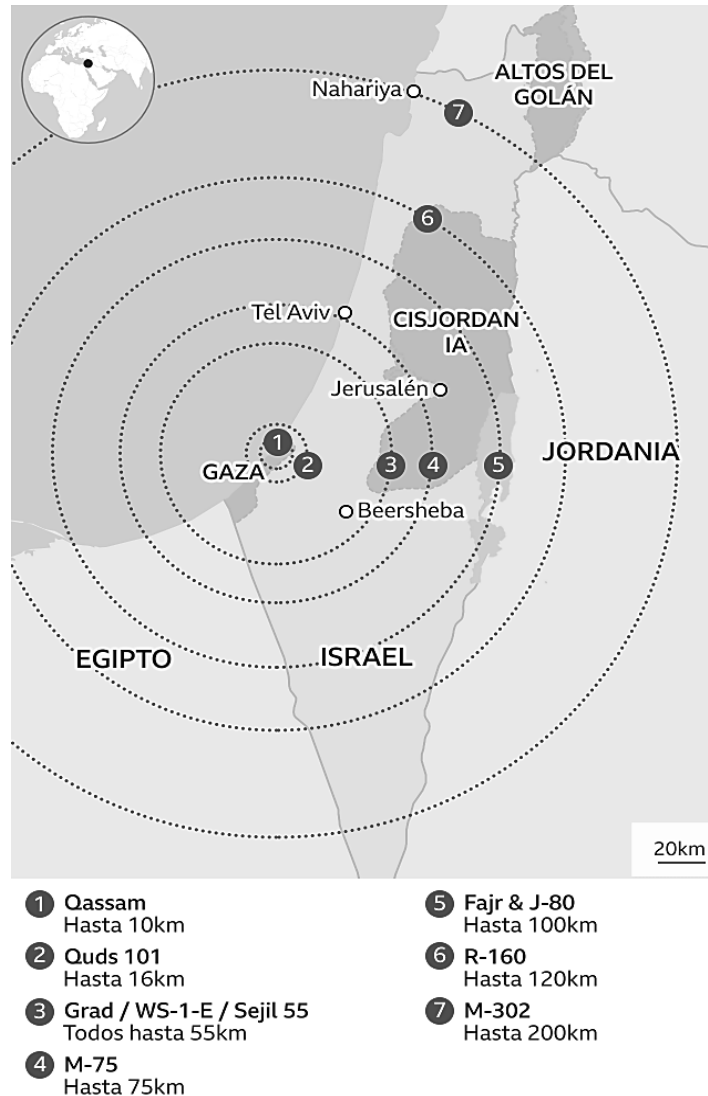 Nahariya
ALTOS DEL
GOLÁN
7
6
Tel Aviv
CISJORDAN
IA
Jerusalén
1
GAZA
2
3
4
5
JORDANIA
Beersheba
EGIPTO
ISRAEL
20km
1 Qassam
Hasta 10km
2 Quds 101
Hasta 16km
3 Grad / WS-1-E / Sejil 55
Todos hasta 55km
4 M-75
Hasta 75km
5 Fajr & J-80
Hasta 100km
6 R-160
Hasta 120km
7 M-302
Hasta 200km